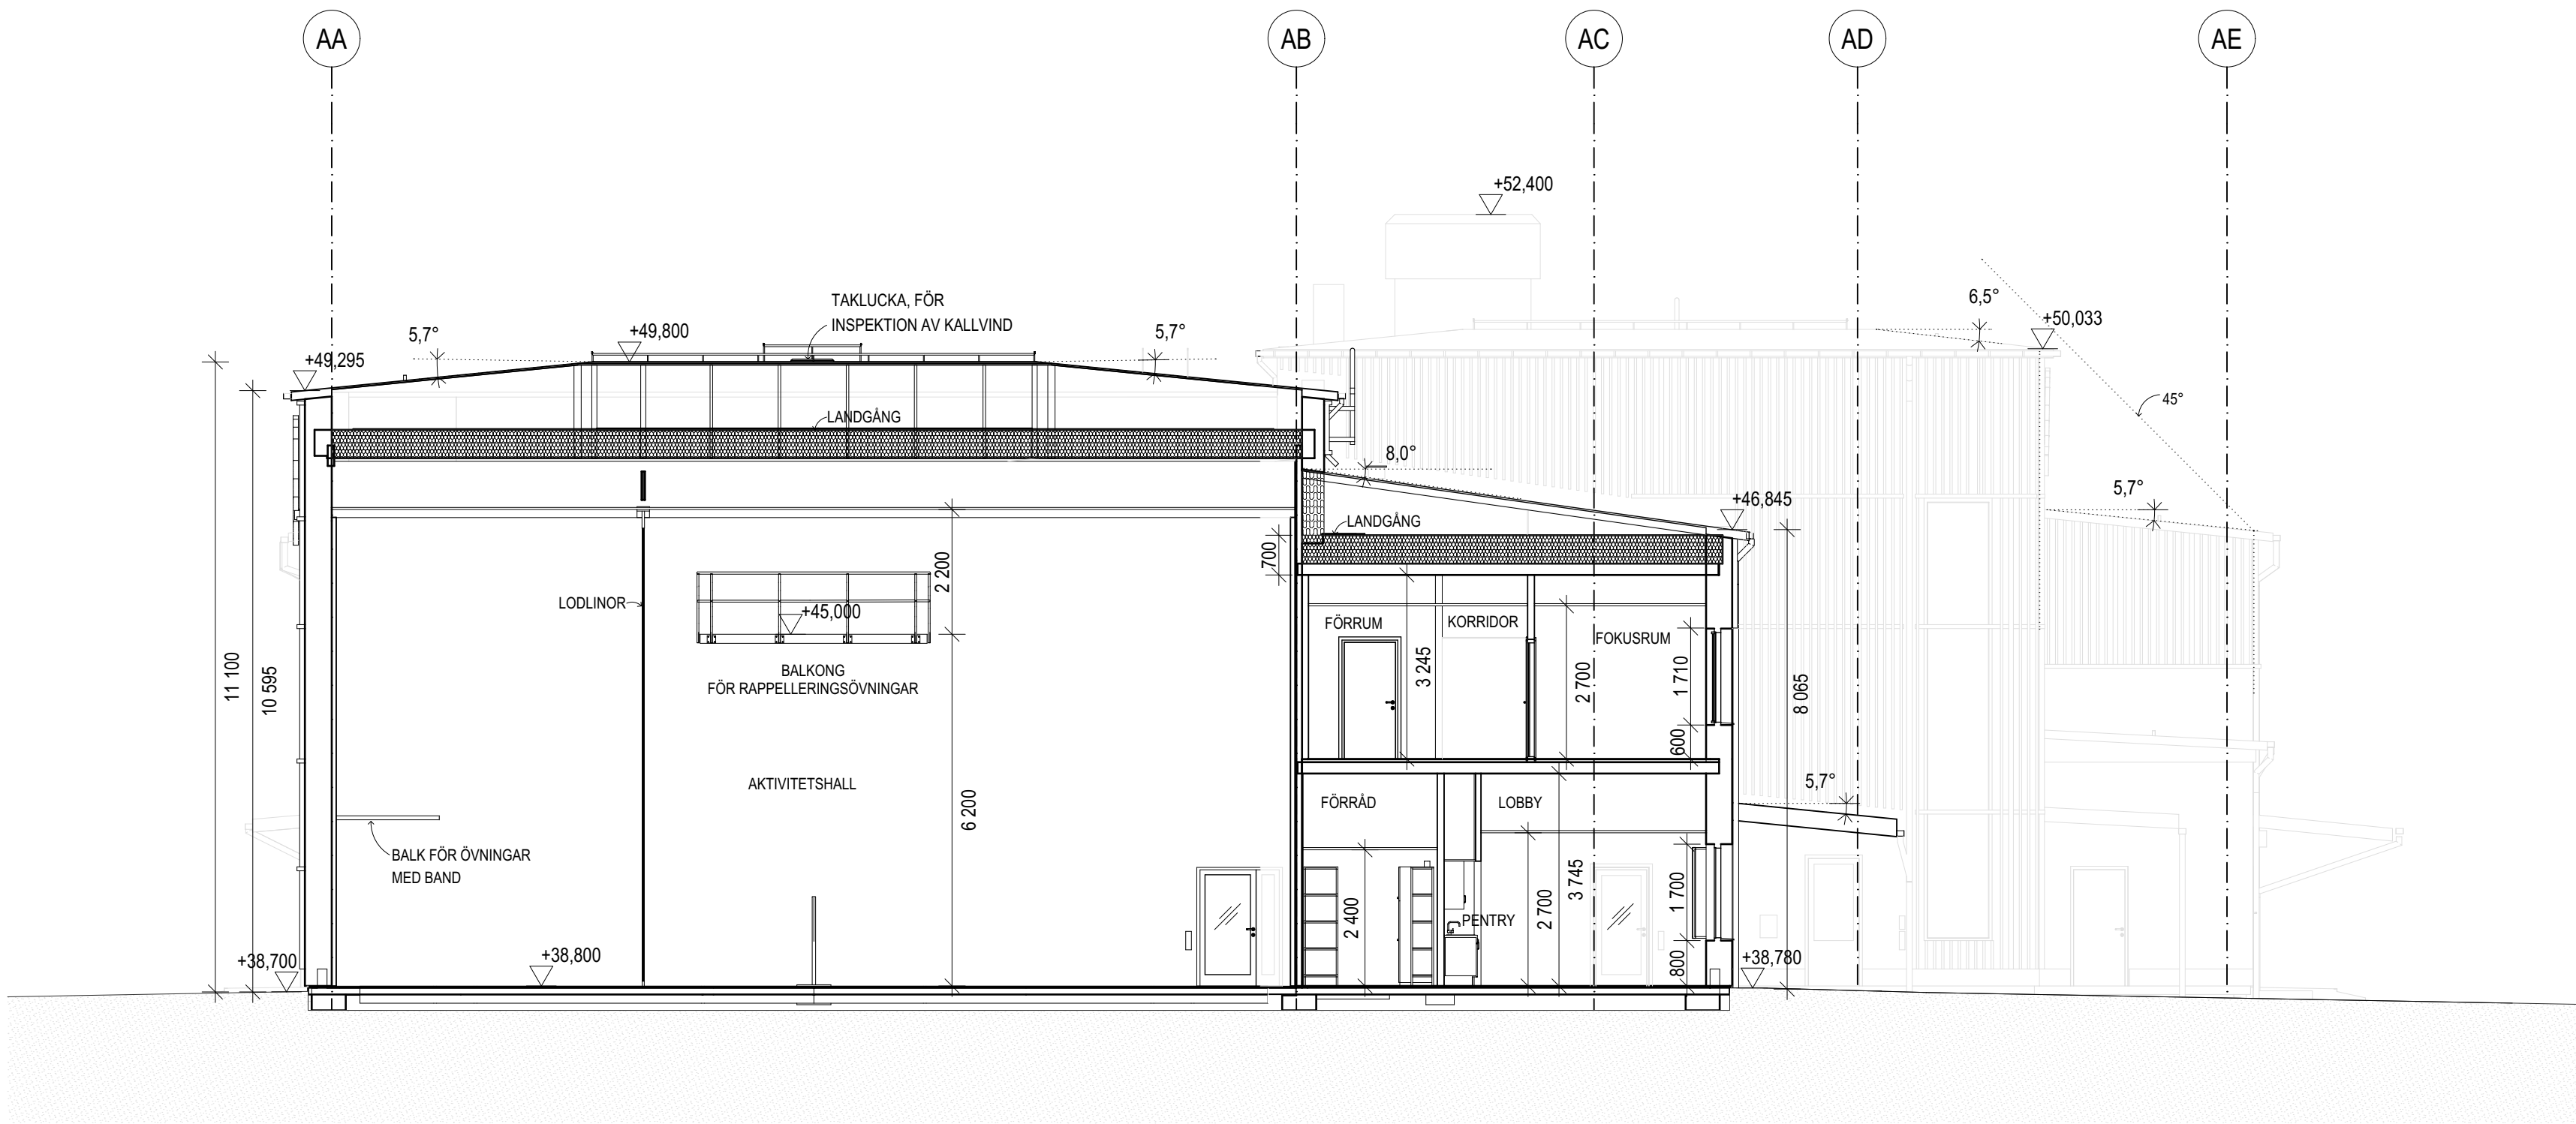 AA
AB
AC
AD
AE
+52,400
6,5°
+50,033
TAKLUCKA, FÖR
INSPEKTION AV KALLVIND
5,7°
+49,800
5,7°
+49,295
45°
LANDGÅNG
8,0°
5,7°
+46,845
LANDGÅNG
700
2 200
LODLINOR
+45,000
FÖRRUM
KORRIDOR
FOKUSRUM
BALKONG
FÖR RAPPELLERINGSÖVNINGAR
3 245
2 700
1 710
8 065
11 100
10 595
600
AKTIVITETSHALL
5,7°
6 200
FÖRRÅD
LOBBY
BALK FÖR ÖVNINGAR
MED BAND
2 400
PENTRY
2 700
3 745
1 700
800
+38,700
+38,800
+38,780